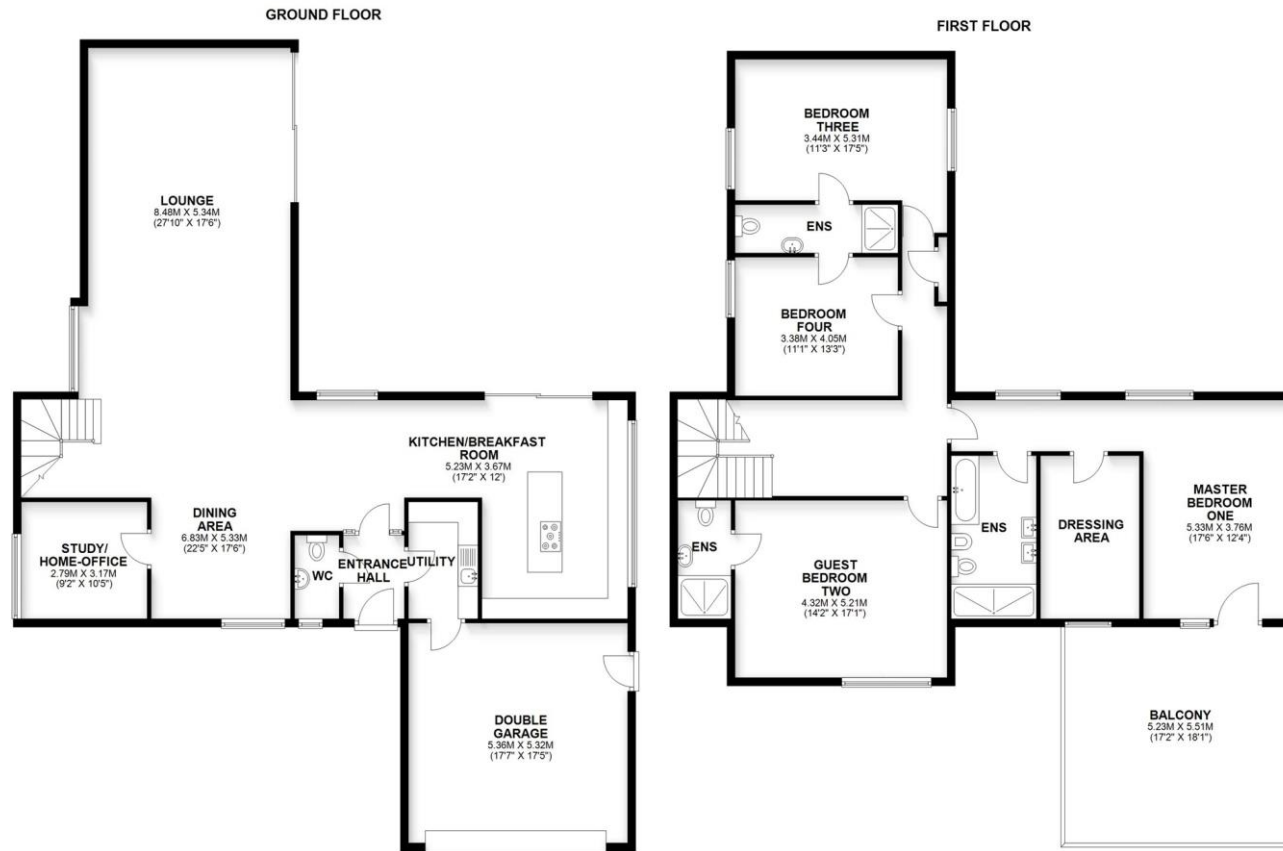 GROUND FLOOR
LOUNGE
8.48M X 5.34M
(27'10" X 17'6")
KITCHEN/BREAKFAST
ROOM
5.23M X 3.67M
(17'2" X 12')
DINING
AREA
6.83M X 5.33M
(22'5" X 17'6")
STUDY/
HOME-OFFICE
2.79M X 3.17M
(9'2" X 10'5")
WC
ENTRANCE
HALL
UTILITY
DOUBLE
GARAGE
5.36M X 5.32M
(17'7" X 17'5")
FIRST FLOOR
BEDROOM
THREE
3.44M X 5.31M
(11'3" X 17'5")
ENS
BEDROOM
FOUR
3.38M X 4.05M
(11'1" X 13'3")
ENS
GUEST
BEDROOM
TWO
4.32M X 5.21M
(14'2" X 17'1")
ENS
DRESSING
AREA
MASTER
BEDROOM
ONE
5.33M X 3.76M
(17'6" X 12'4")
BALCONY
5.23M X 5.51M
(17'2" X 18'1")